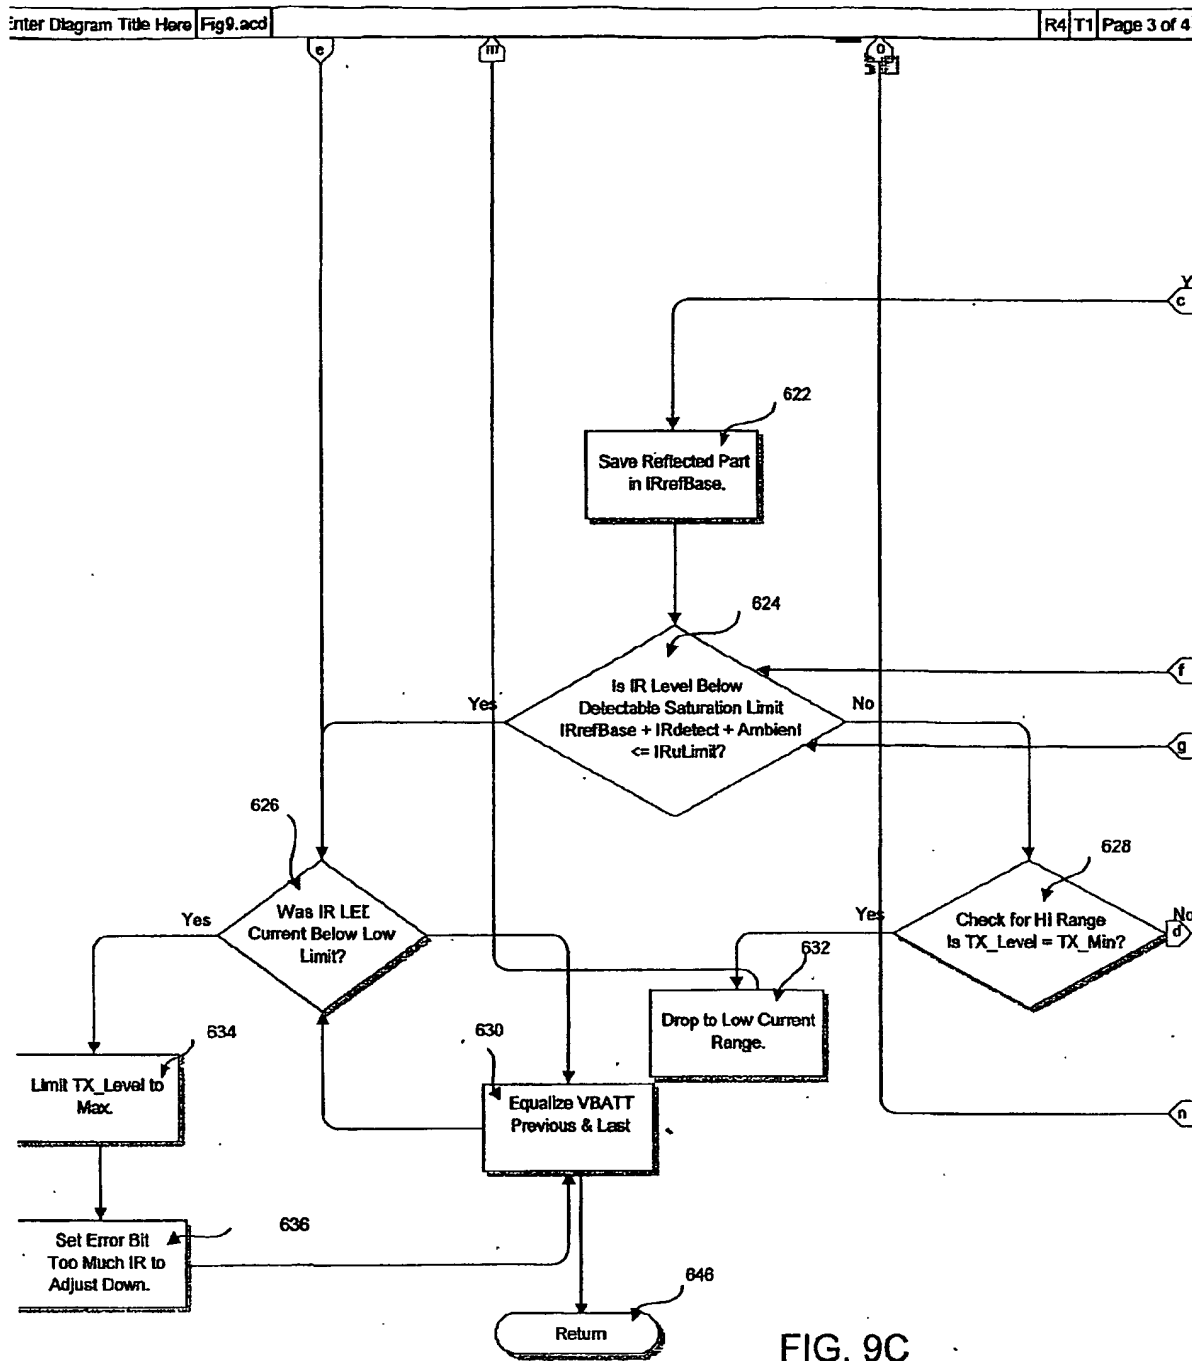 Enter Diagram Title Here Fig9.acd R4 T1 Page 3 of 4
e m o
Y
c
622
Save Reflected Part
in IRrefBase.
624
f
Is IR Level Below
Detectable Saturation Limit
IRrefBase + IRdetect + Ambient
<= IRuLimit?
Yes
No
g
626
628
Yes
Was IR LED
Current Below Low
Limit?
Yes
Check for Hi Range
Is TX_Level = TX_Min?
No
d
632
Drop to Low Current
Range.
634
Limit TX_Level to
Max.
630
Equalize VBATT
Previous & Last
n
636
Set Error Bit
Too Much IR to
Adjust Down.
646
Return
FIG. 9C